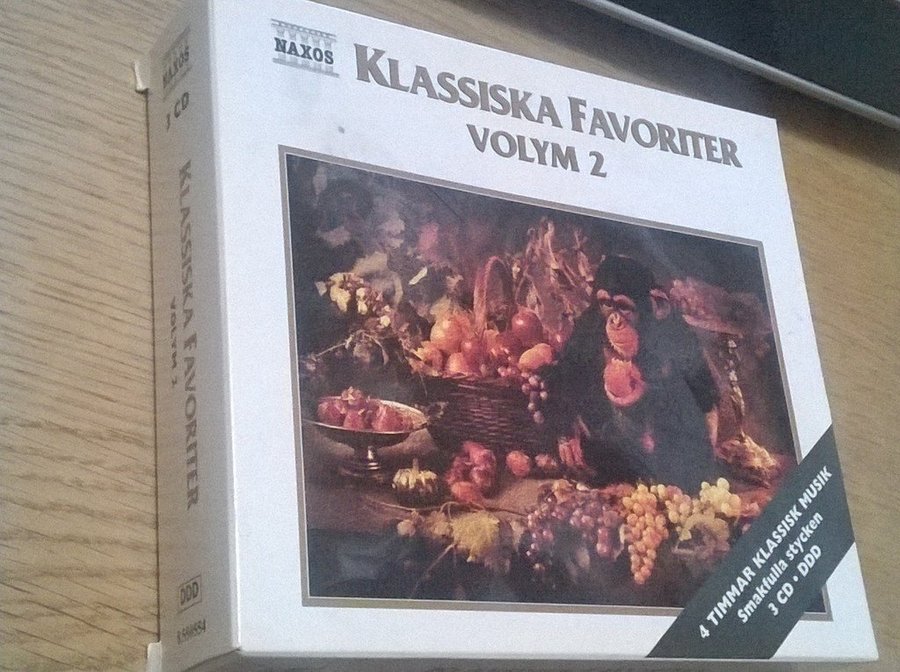 NAXOS
KLASSISKA FAVORITER
VOLYM 2
4 TIMMAR KLASSISK MUSIK
Smakfulla stycken
3 CD • DDD
NAXOS
3 CD
KLASSISKA FAVORITER
VOLYM 2
DDD